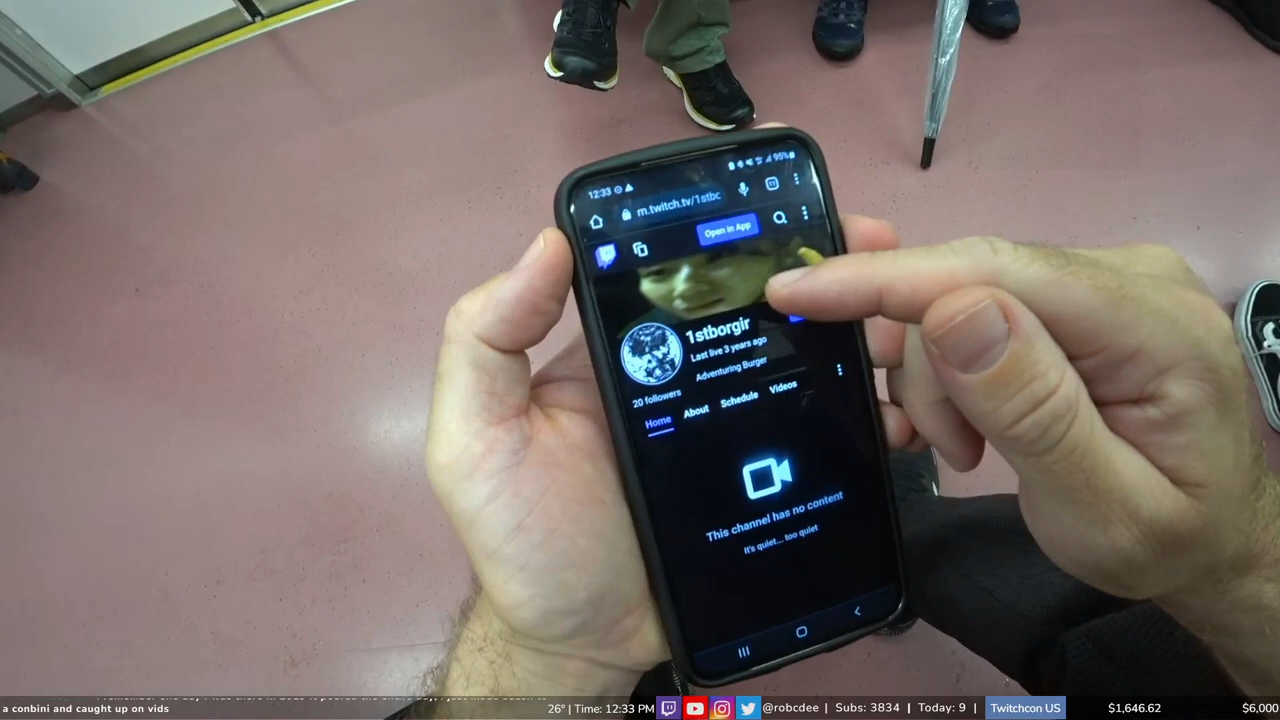 12:33
95%
m.twitch.tv/1stbo
Open in App
1stborgir
Last live 3 years ago
Adventuring Burger
20 followers
Home About Schedule Videos
This channel has no content
It's quiet... too quiet
a conbini and caught up on vids
26° | Time: 12:33 PM
@robcdee | Subs: 3834 | Today: 9 | Twitchcon US
$1,646.62
$6,000